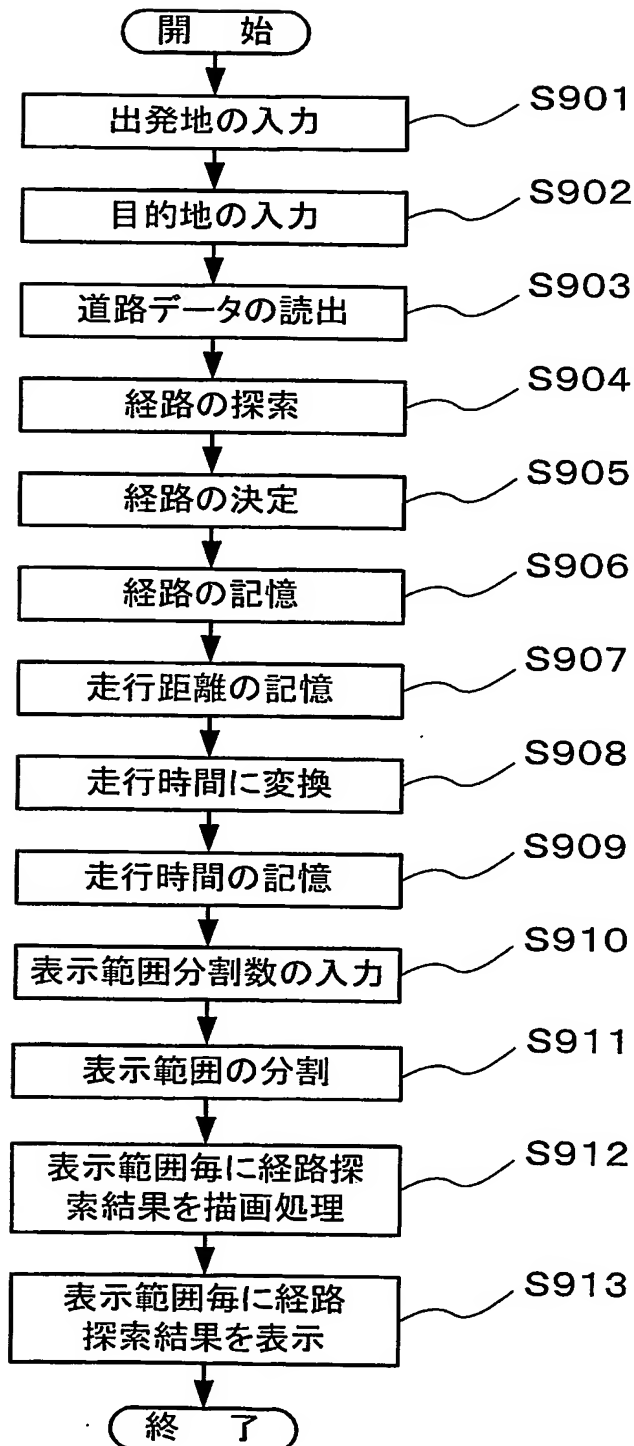 開 始
出発地の入力
S901
目的地の入力
S902
道路データの読出
S903
経路の探索
S904
経路の決定
S905
経路の記憶
S906
走行距離の記憶
S907
走行時間に変換
S908
走行時間の記憶
S909
表示範囲分割数の入力
S910
表示範囲の分割
S911
表示範囲毎に経路探
索結果を描画処理
S912
表示範囲毎に経路
探索結果を表示
S913
終 了